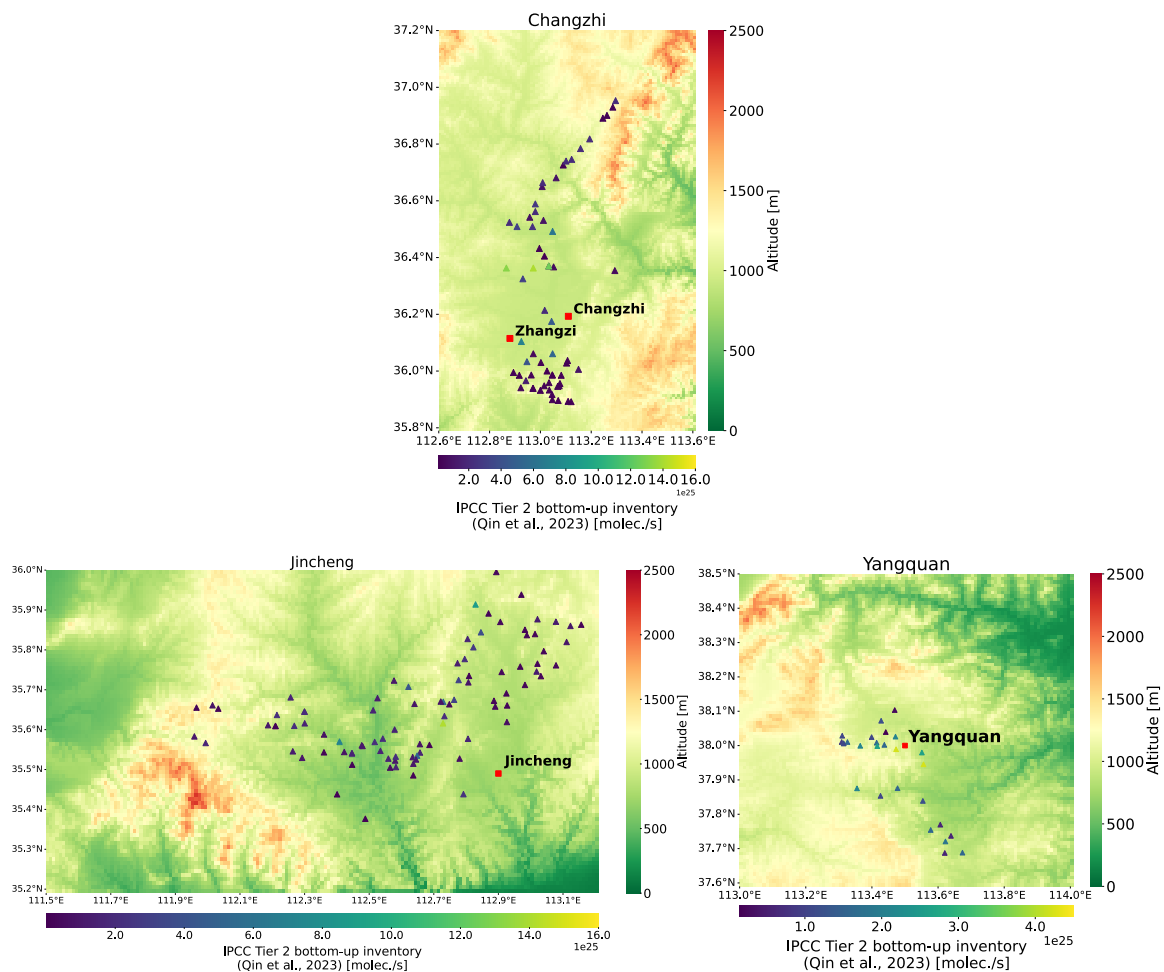 Changzhi
37.2°N
37.0°N
36.8°N
36.6°N
36.4°N
36.2°N
36.0°N
35.8°N
112.6°E 112.8°E 113.0°E 113.2°E 113.4°E 113.6°E
Changzhi
Zhangzi
2500
2000
1500
1000
500
0
Altitude [m]
2.0 4.0 6.0 8.0 10.0 12.0 14.0 16.0
1e25
IPCC Tier 2 bottom-up inventory
(Qin et al., 2023) [molec./s]
Jincheng
36.0°N
35.9°N
35.8°N
35.7°N
35.6°N
35.5°N
35.4°N
35.3°N
35.2°N
111.5°E 111.7°E 111.9°E 112.1°E 112.3°E 112.5°E 112.7°E 112.9°E 113.1°E
Jincheng
2500
2000
1500
1000
500
0
Altitude [m]
2.0 4.0 6.0 8.0 10.0 12.0 14.0 16.0
1e25
IPCC Tier 2 bottom-up inventory
(Qin et al., 2023) [molec./s]
Yangquan
38.5°N
38.4°N
38.3°N
38.2°N
38.1°N
38.0°N
37.9°N
37.8°N
37.7°N
37.6°N
113.0°E 113.2°E 113.4°E 113.6°E 113.8°E 114.0°E
Yangquan
2500
2000
1500
1000
500
0
Altitude [m]
1.0 2.0 3.0 4.0
1e25
IPCC Tier 2 bottom-up inventory
(Qin et al., 2023) [molec./s]